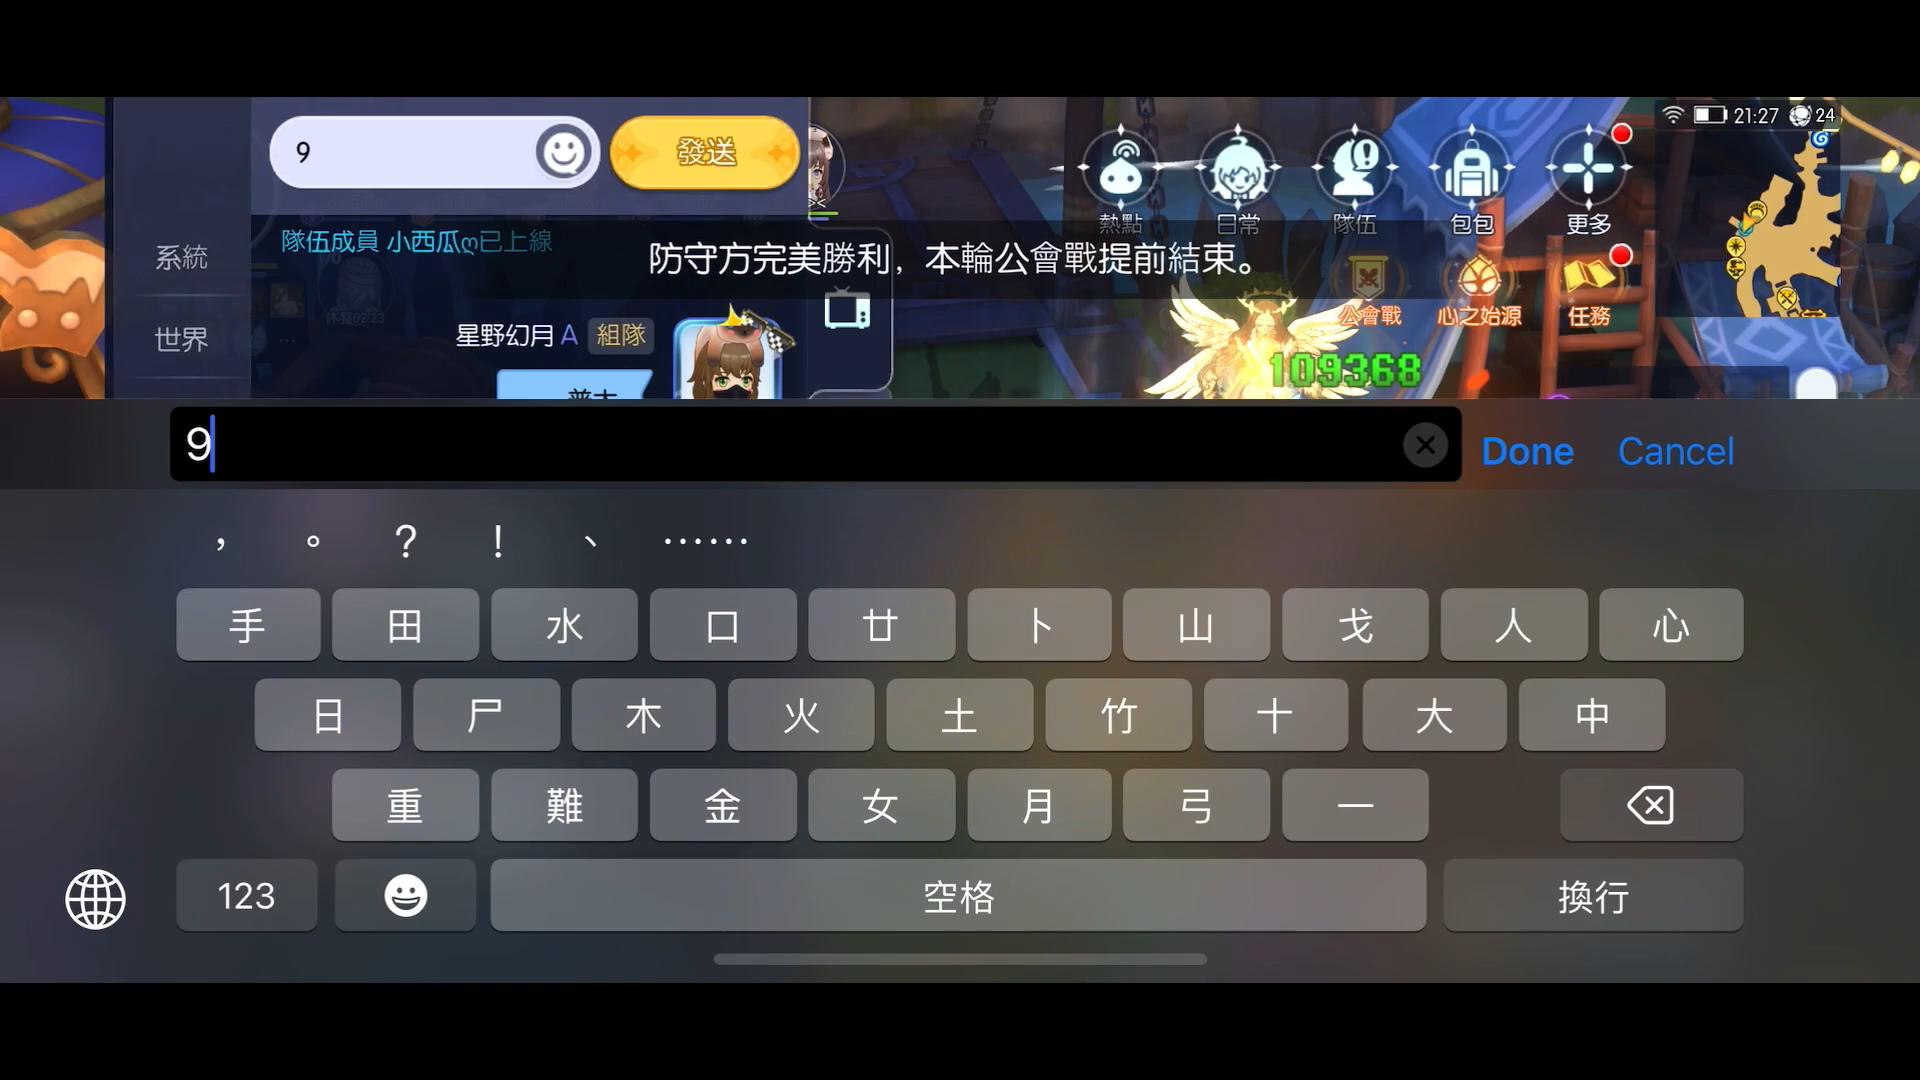 21:27 24
9 發送
熱點 日常 隊伍 包包 更多
系統
隊伍成員 小西瓜ღ已上線
防守方完美勝利，本輪公會戰提前結束。
公會戰 心之始源 任務
世界
星野幻月 A 組隊
109368
9
Done Cancel
， 。 ? ! 、 ⋯⋯
手 田 水 口 廿 卜 山 戈 人 心
日 尸 木 火 土 竹 十 大 中
重 難 金 女 月 弓 一
123 空格 換行